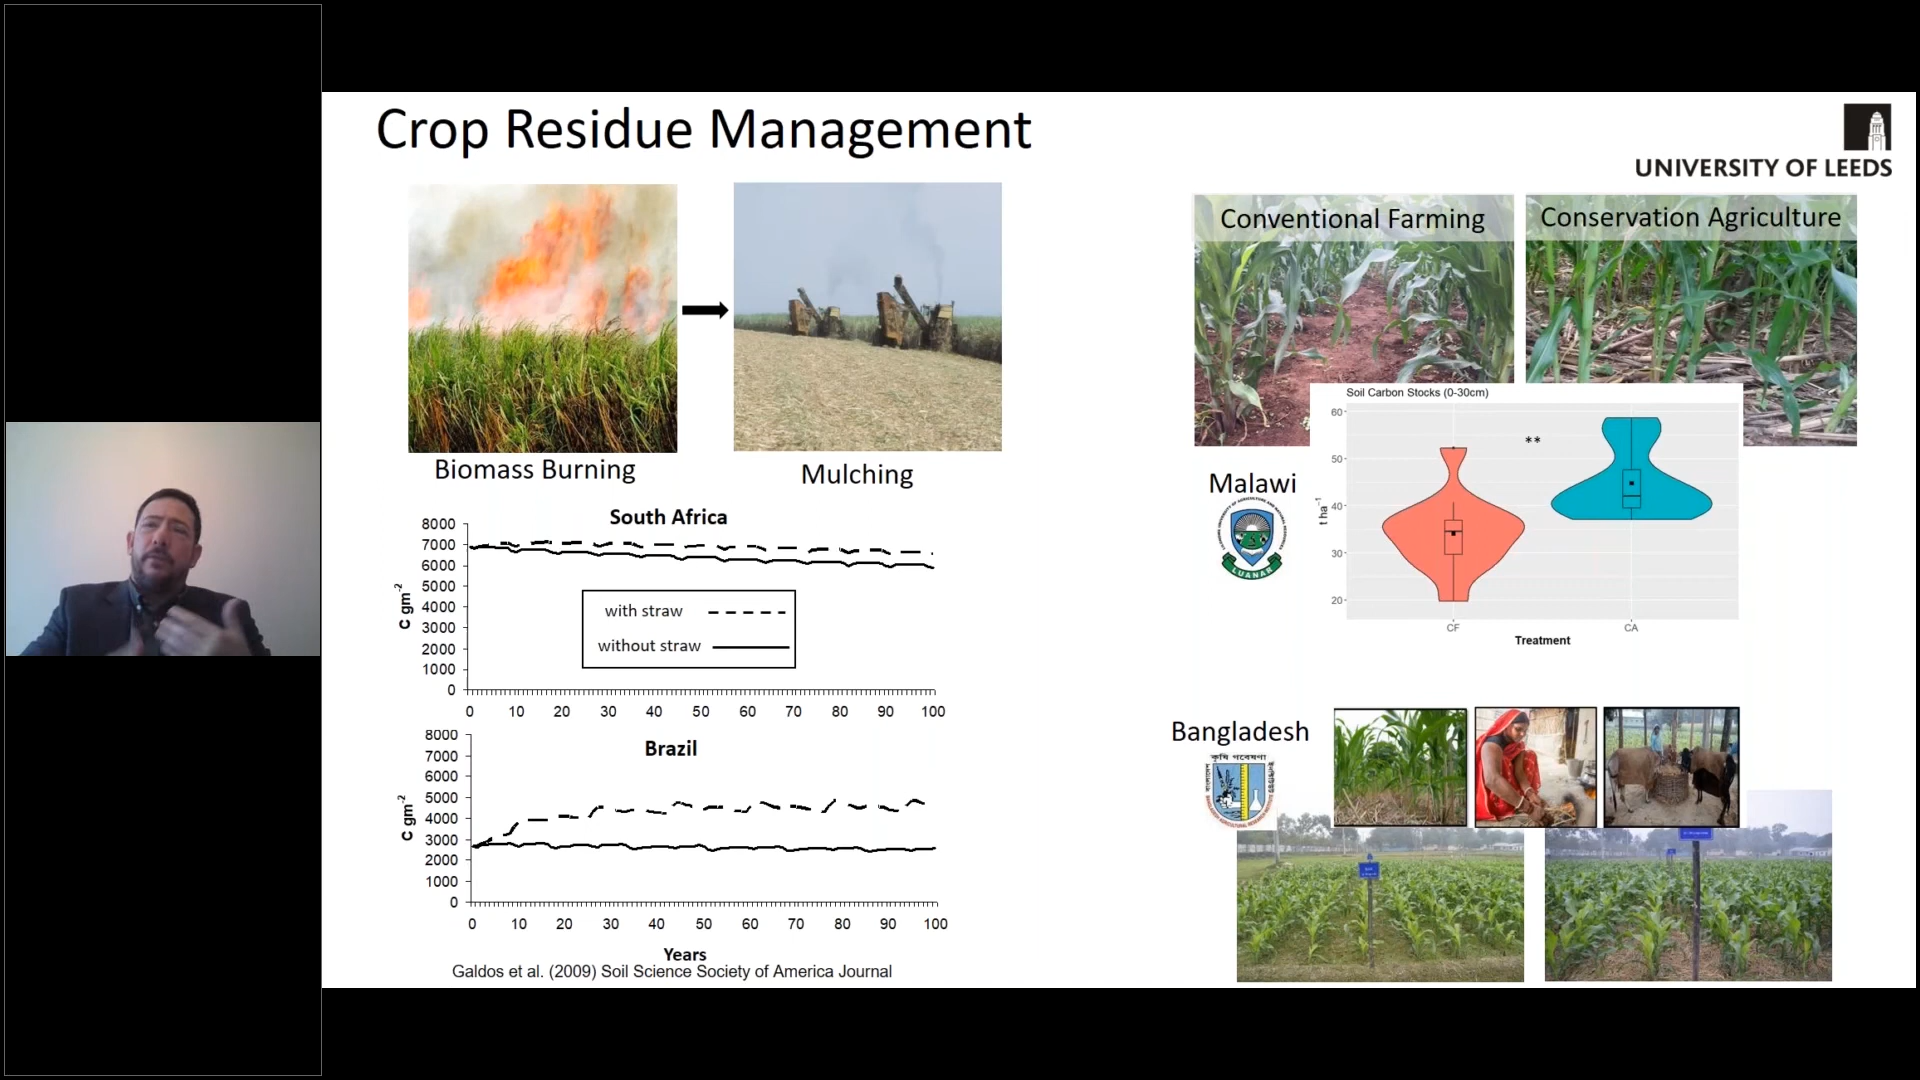 Crop Residue Management
UNIVERSITY OF LEEDS
Biomass Burning
Mulching
South Africa
8000
7000
6000
5000
4000
3000
2000
1000
0
C gm-2
with straw
without straw
0 10 20 30 40 50 60 70 80 90 100
Brazil
8000
7000
6000
5000
4000
3000
2000
1000
0
C gm-2
0 10 20 30 40 50 60 70 80 90 100
Years
Galdos et al. (2009) Soil Science Society of America Journal
Conventional Farming
Conservation Agriculture
Soil Carbon Stocks (0-30cm)
60
50
40
30
20
t ha-1
**
CF
CA
Treatment
Malawi
LUANAR
Bangladesh
কৃষি গবেষণা